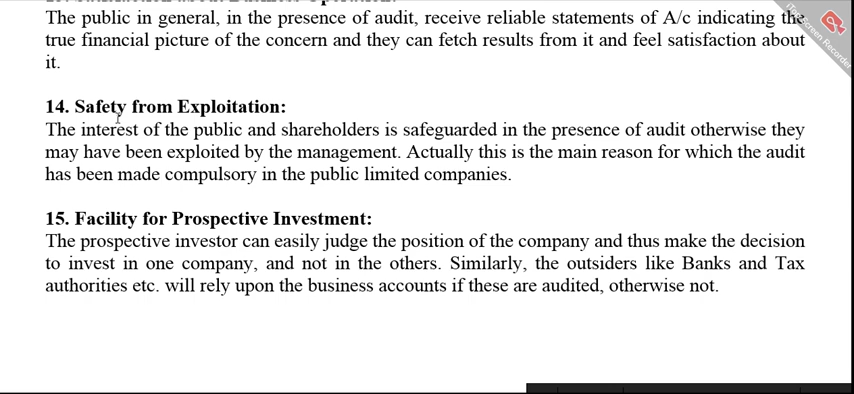 The public in general, in the presence of audit, receive reliable statements of A/c indicating the
true financial picture of the concern and they can fetch results from it and feel satisfaction about
it.
14. Safety from Exploitation:
The interest of the public and shareholders is safeguarded in the presence of audit otherwise they
may have been exploited by the management. Actually this is the main reason for which the audit
has been made compulsory in the public limited companies.
15. Facility for Prospective Investment:
The prospective investor can easily judge the position of the company and thus make the decision
to invest in one company, and not in the others. Similarly, the outsiders like Banks and Tax
authorities etc. will rely upon the business accounts if these are audited, otherwise not.
Screen Recorder